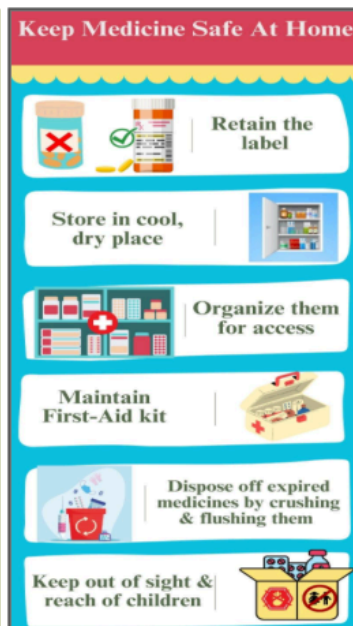 Keep Medicine Safe At Home
Retain the
label
Store in cool,
dry place
Organize them
for access
Maintain
First-Aid kit
Dispose off expired
medicines by crushing
& flushing them
Keep out of sight &
reach of children